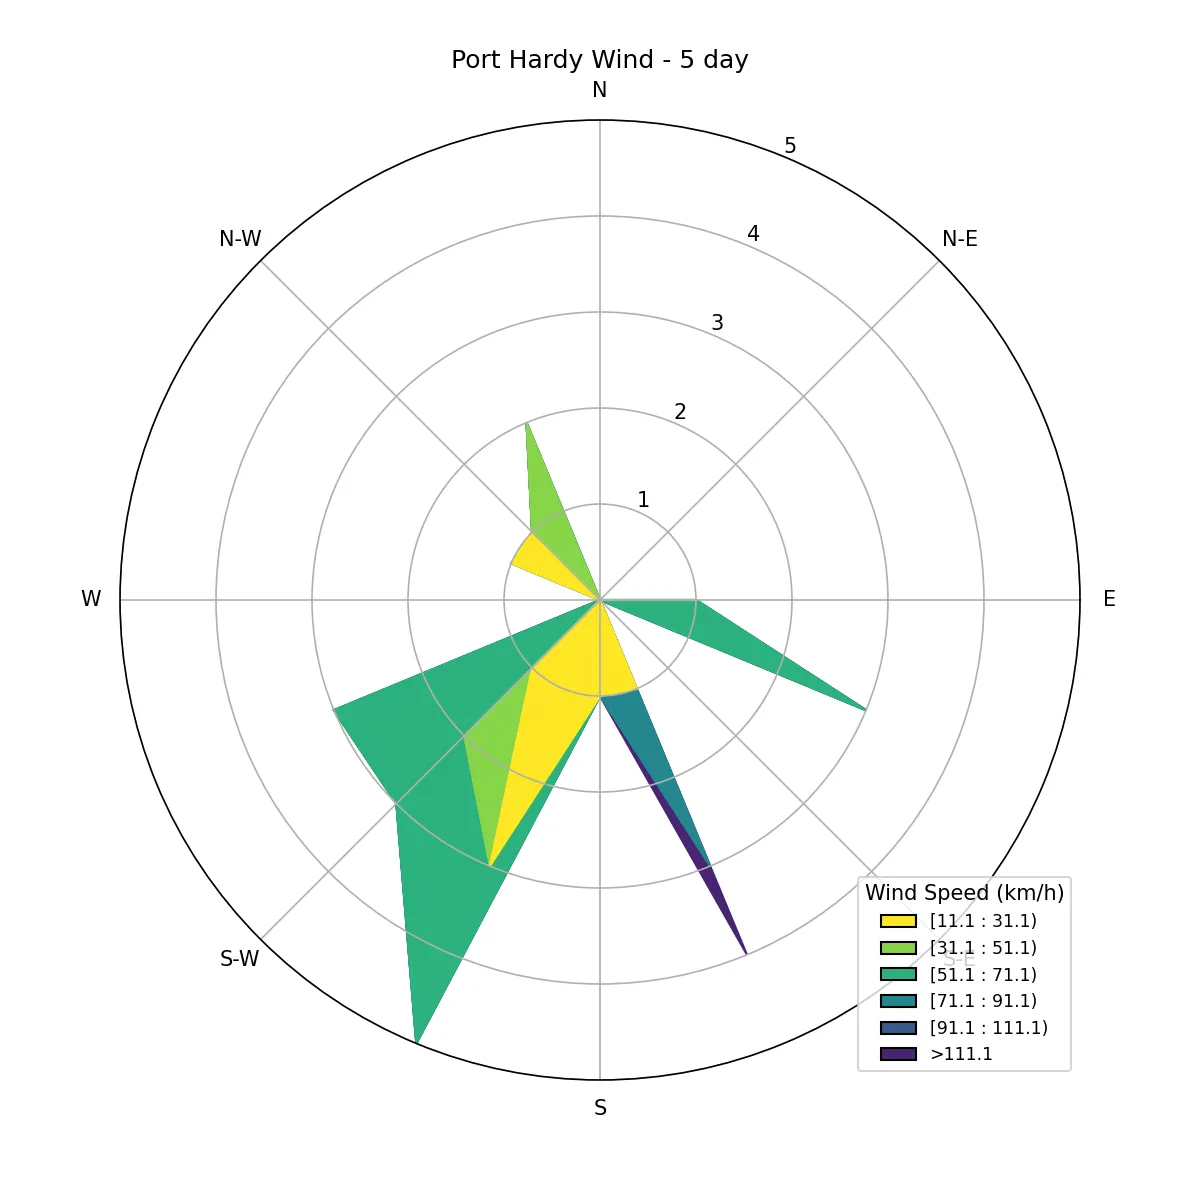 Port Hardy Wind - 5 day
N
5
N-W
4
N-E
3
2
1
W
E
S-W
S-E
S
Wind Speed (km/h)
[11.1 : 31.1)
[31.1 : 51.1)
[51.1 : 71.1)
[71.1 : 91.1)
[91.1 : 111.1)
>111.1